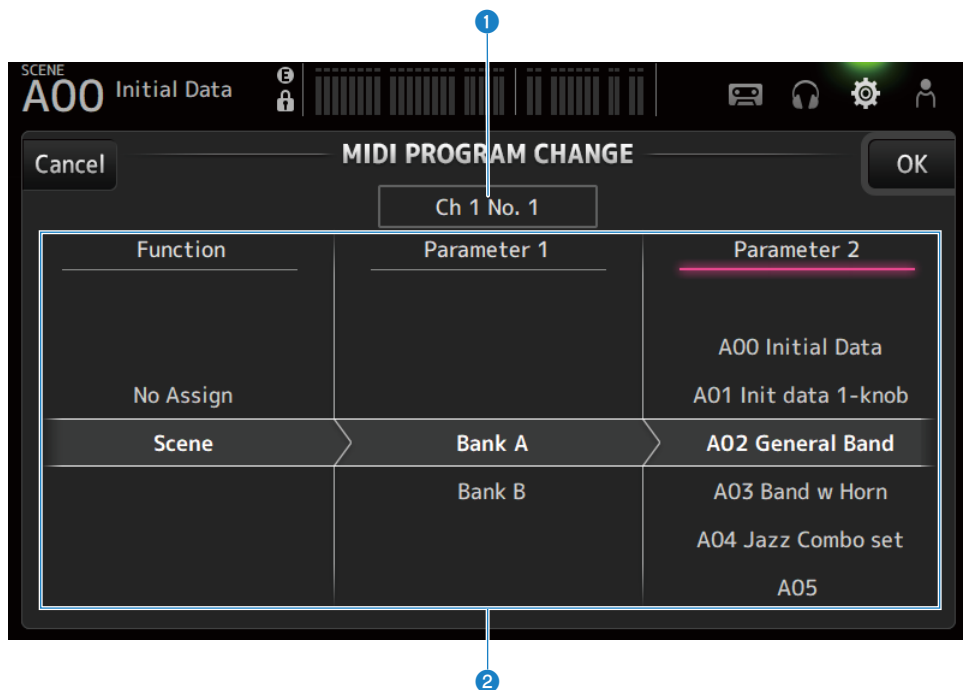 1
SCENE
A00 Initial Data
E
Cancel
MIDI PROGRAM CHANGE
OK
Ch 1 No. 1
Function
Parameter 1
Parameter 2
A00 Initial Data
No Assign
A01 Init data 1-knob
Scene
Bank A
A02 General Band
Bank B
A03 Band w Horn
A04 Jazz Combo set
A05
2